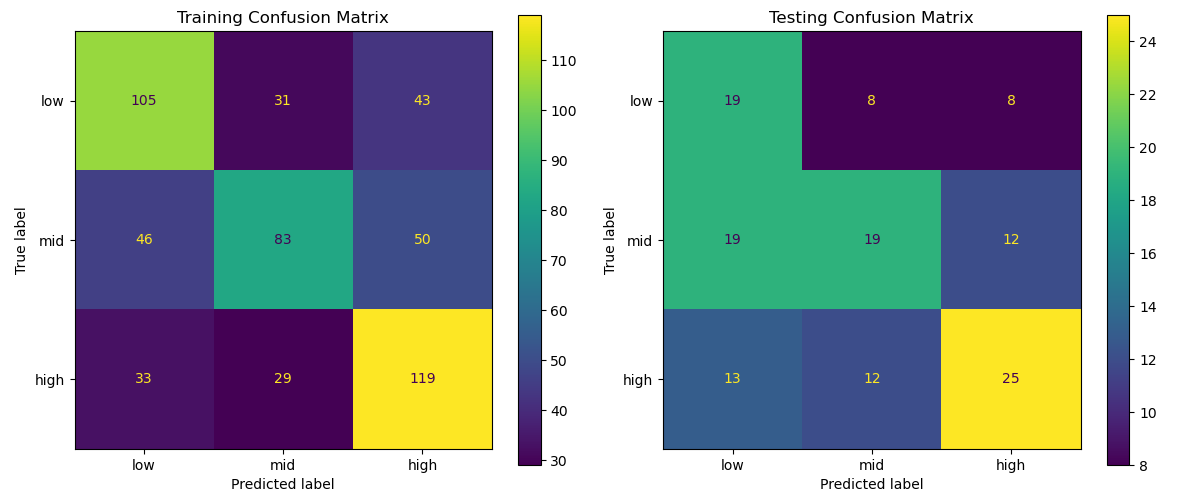 Training Confusion Matrix
True label
low
mid
high
105 31 43
46 83 50
33 29 119
low mid high
Predicted label
110
100
90
80
70
60
50
40
30
Testing Confusion Matrix
True label
low
mid
high
19 8 8
19 19 12
13 12 25
low mid high
Predicted label
24
22
20
18
16
14
12
10
8